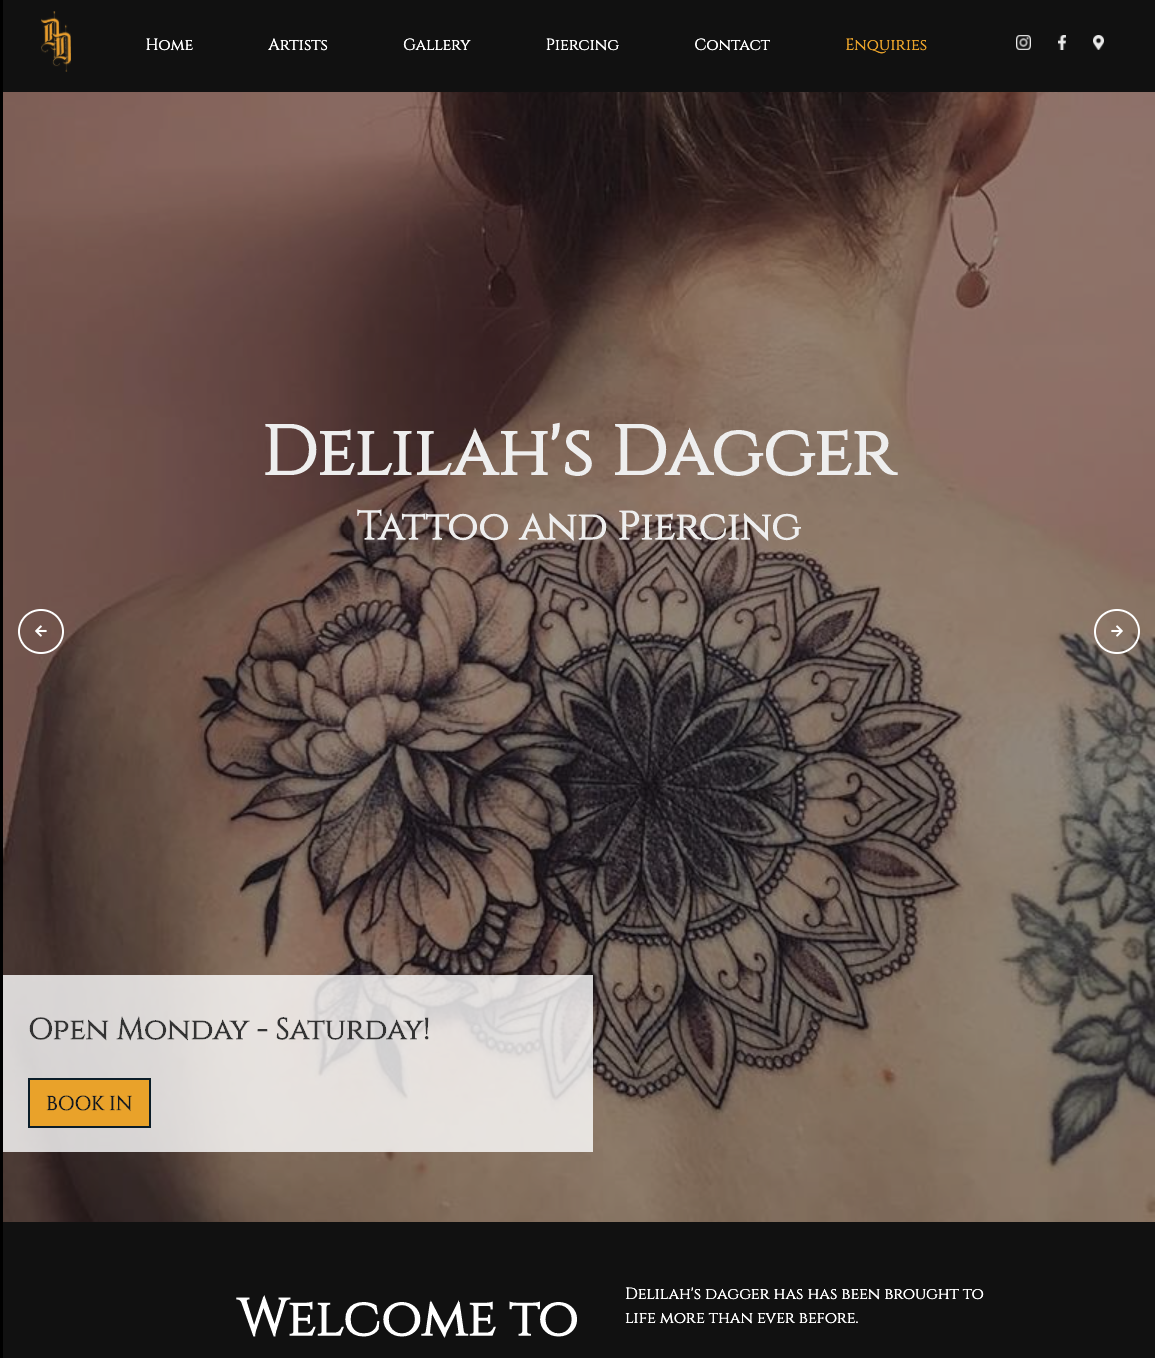 DD
Home
Artists
Gallery
Piercing
Contact
Enquiries
Delilah's Dagger
Tattoo and Piercing
Open Monday - Saturday!
BOOK IN
Welcome to
Delilah's dagger has has been brought to
life more than ever before.